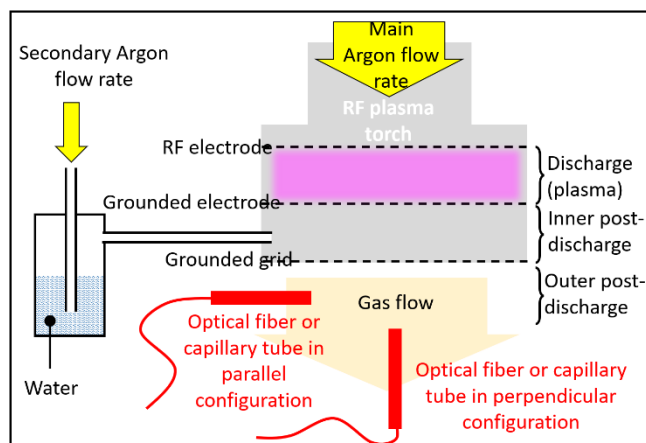 Secondary Argon
flow rate
Main
Argon flow
rate
RF plasma
torch
RF electrode
Discharge
(plasma)
Grounded electrode
Inner post-
discharge
Grounded grid
Outer post-
discharge
Gas flow
Optical fiber or
capillary tube in
parallel
configuration
Water
Optical fiber or capillary
tube in perpendicular
configuration